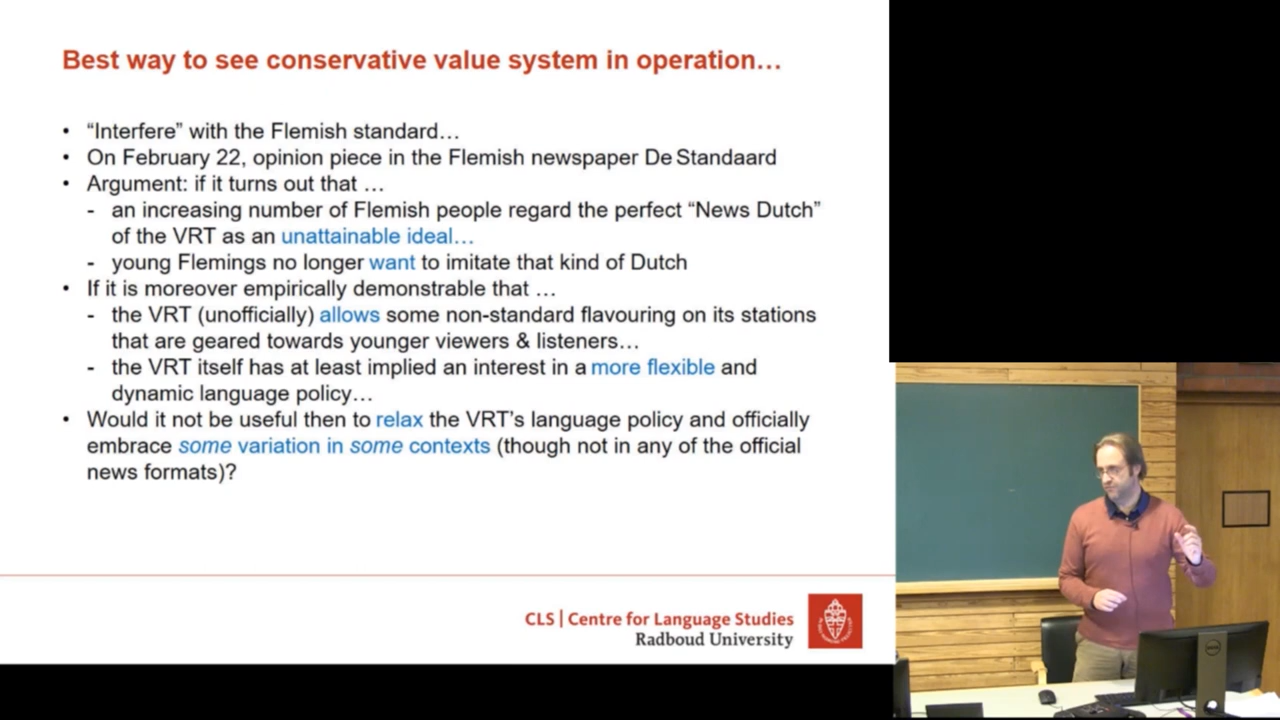 Best way to see conservative value system in operation…
• “Interfere” with the Flemish standard…
• On February 22, opinion piece in the Flemish newspaper De Standaard
• Argument: if it turns out that …
- an increasing number of Flemish people regard the perfect “News Dutch”
of the VRT as an unattainable ideal…
- young Flemings no longer want to imitate that kind of Dutch
• If it is moreover empirically demonstrable that …
- the VRT (unofficially) allows some non-standard flavouring on its stations
that are geared towards younger viewers & listeners…
- the VRT itself has at least implied an interest in a more flexible and
dynamic language policy…
• Would it not be useful then to relax the VRT’s language policy and officially
embrace some variation in some contexts (though not in any of the official
news formats)?
CLS | Centre for Language Studies
Radboud University